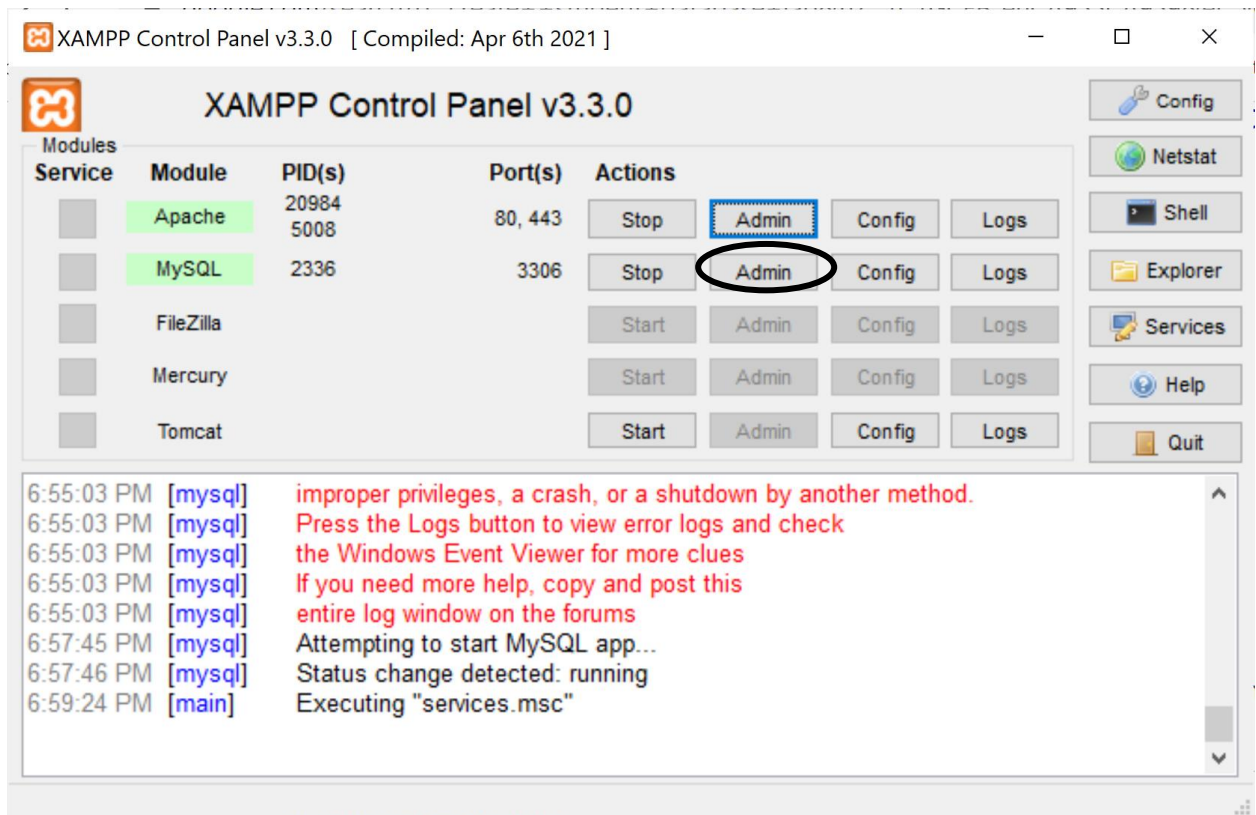 XAMPP Control Panel v3.3.0 [ Compiled: Apr 6th 2021 ]
XAMPP Control Panel v3.3.0
Config
Modules
Service Module PID(s) Port(s) Actions
Netstat
Apache 20984 5008 80, 443 Stop Admin Config Logs
Shell
MySQL 2336 3306 Stop Admin Config Logs
Explorer
FileZilla Start Admin Config Logs
Services
Mercury Start Admin Config Logs
Help
Tomcat Start Admin Config Logs
Quit
6:55:03 PM [mysql] improper privileges, a crash, or a shutdown by another method.
6:55:03 PM [mysql] Press the Logs button to view error logs and check
6:55:03 PM [mysql] the Windows Event Viewer for more clues
6:55:03 PM [mysql] If you need more help, copy and post this
6:55:03 PM [mysql] entire log window on the forums
6:57:45 PM [mysql] Attempting to start MySQL app...
6:57:46 PM [mysql] Status change detected: running
6:59:24 PM [main] Executing "services.msc"